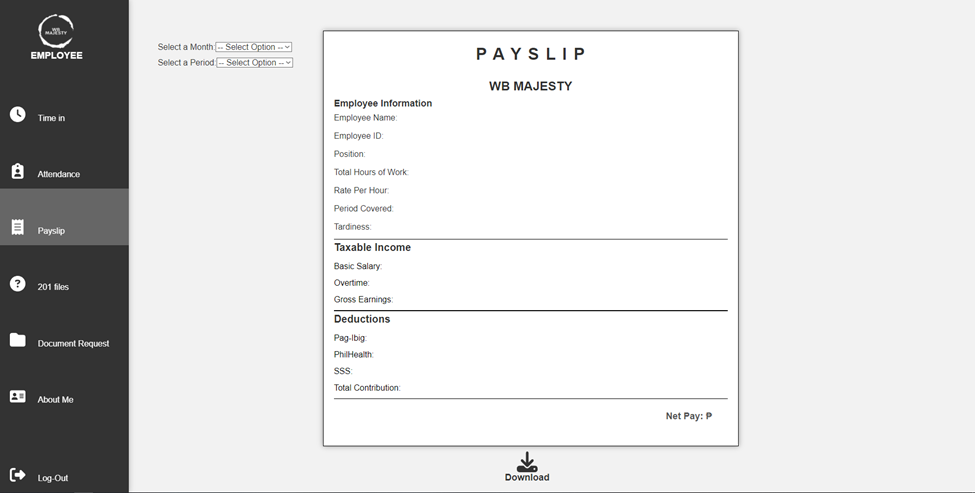 WB
MAJESTY
EMPLOYEE
Time in
Attendance
Payslip
201 files
Document Request
About Me
Log-Out
Select a Month: -- Select Option --
Select a Period: -- Select Option --
PAYSLIP
WB MAJESTY
Employee Information
Employee Name:
Employee ID:
Position:
Total Hours of Work:
Rate Per Hour:
Period Covered:
Tardiness:
Taxable Income
Basic Salary:
Overtime:
Gross Earnings:
Deductions
Pag-Ibig:
PhilHealth:
SSS:
Total Contribution:
Net Pay: ₱
Download